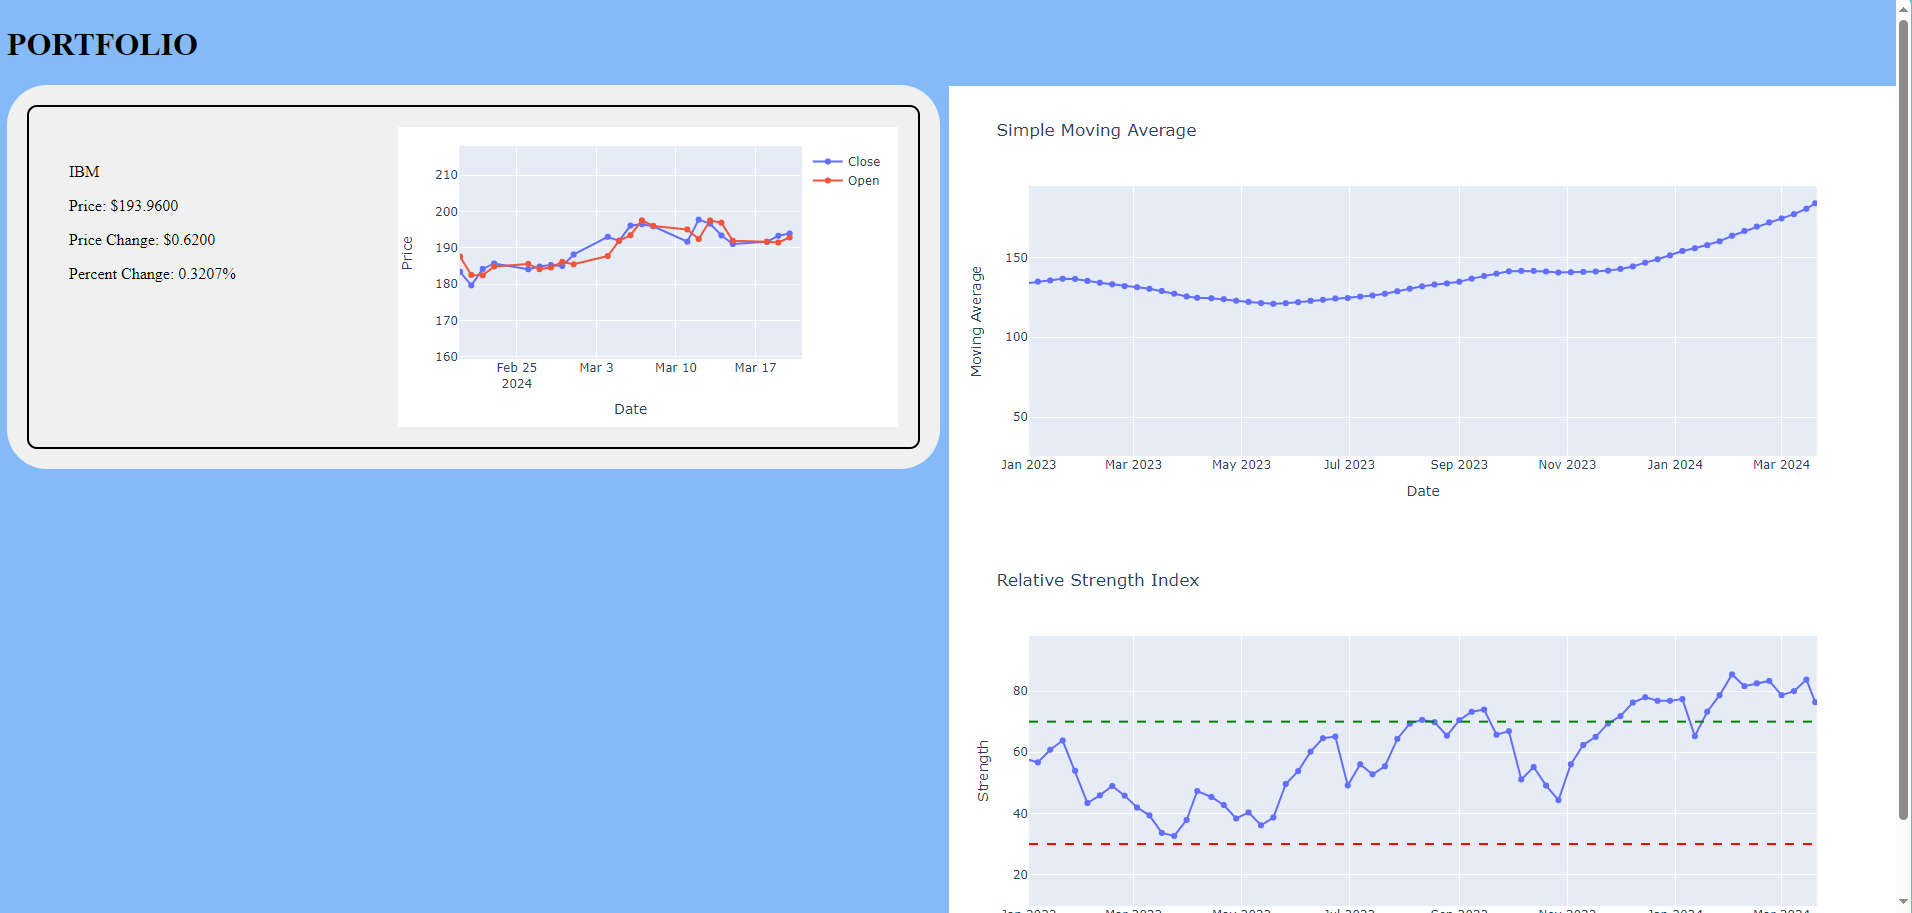 PORTFOLIO
IBM
Price: $193.9600
Price Change: $0.6200
Percent Change: 0.3207%
Close
Open
210
200
190
180
170
160
Price
Feb 25
2024
Mar 3
Mar 10
Mar 17
Date
Simple Moving Average
150
100
50
Moving Average
Jan 2023
Mar 2023
May 2023
Jul 2023
Sep 2023
Nov 2023
Jan 2024
Mar 2024
Date
Relative Strength Index
80
60
40
20
Strength